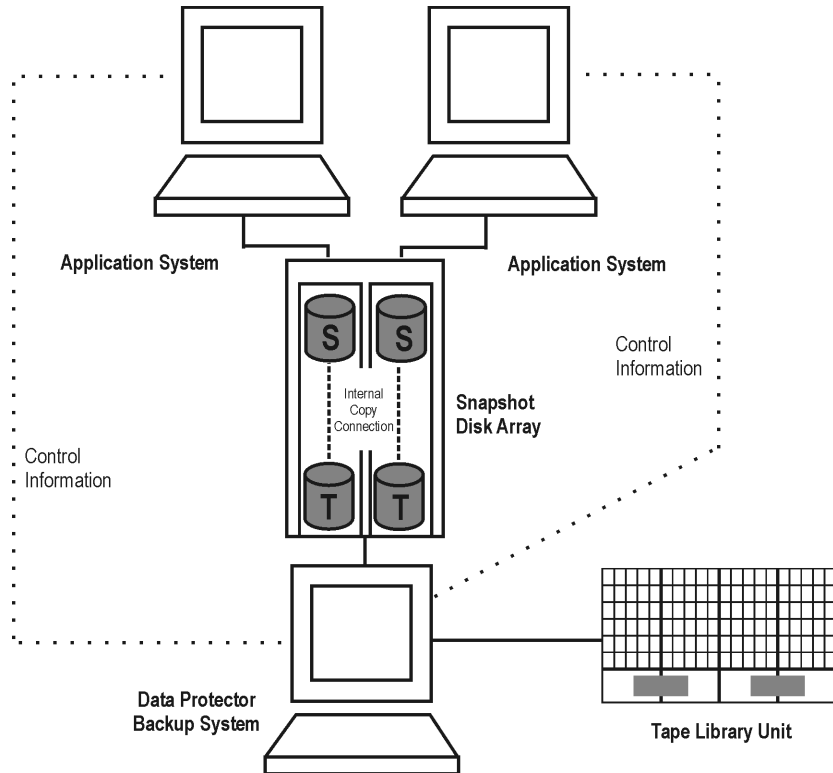 Application System
Application System
S
S
Internal
Copy
Connection
Snapshot
Disk Array
Control
Information
Control
Information
T
T
Data Protector
Backup System
Tape Library Unit